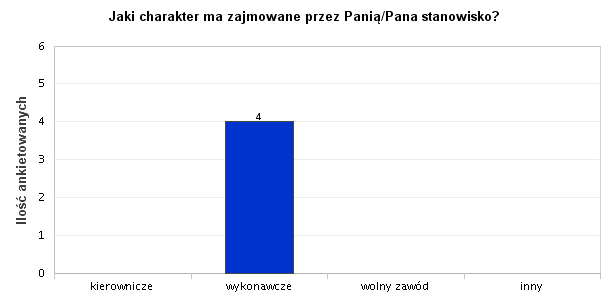 Jaki charakter ma zajmowane przez Panią/Pana stanowisko?
Ilość ankietowanych
6
5
4
3
2
1
0
4
kierownicze
wykonawcze
wolny zawód
inny